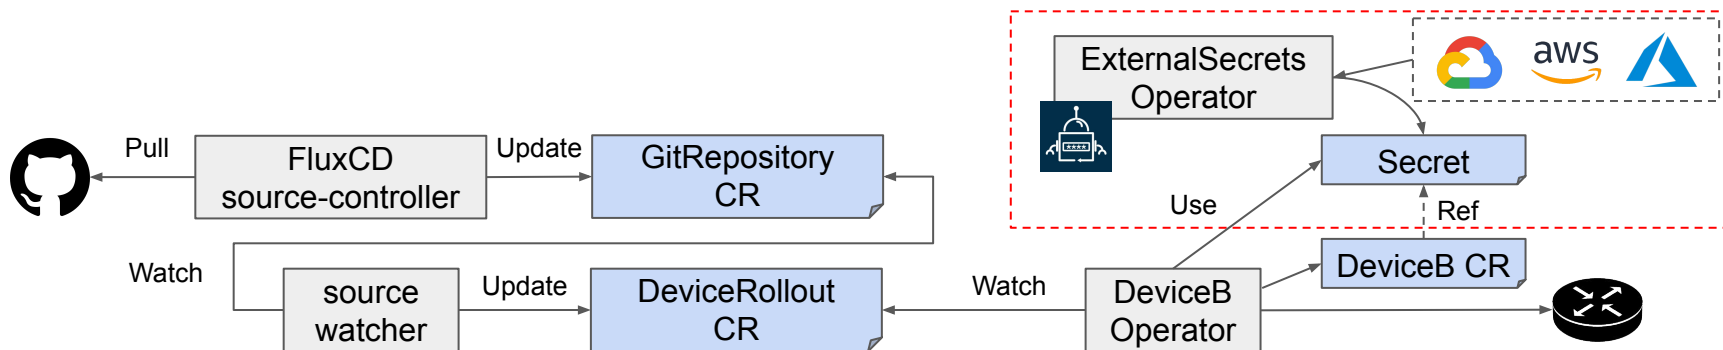 ExternalSecrets
Operator
aws
****
Pull
FluxCD
source-controller
Update
GitRepository
CR
Secret
Use
Ref
Watch
source
watcher
Update
DeviceRollout
CR
Watch
DeviceB
Operator
DeviceB CR